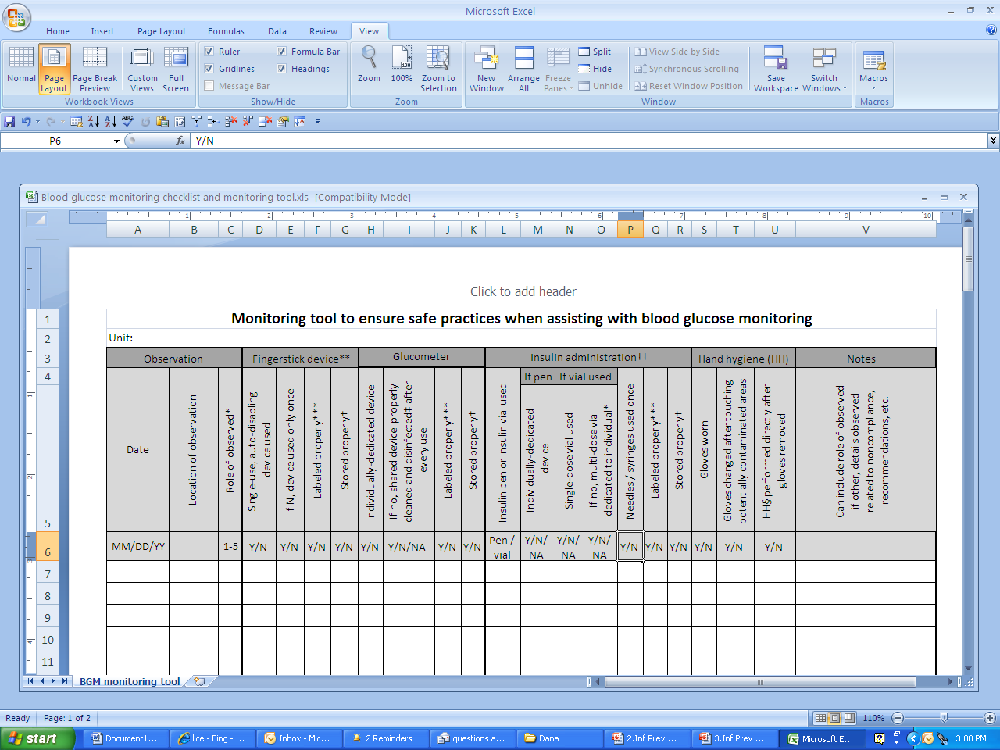 Microsoft Excel
Home Insert Page Layout Formulas Data Review View
Normal Page Layout Page Break Preview Custom Views Full Screen
Workbook Views
Ruler Formula Bar
Gridlines Headings
Message Bar
Show/Hide
Zoom 100% Zoom to Selection
Zoom
New Window Arrange All Freeze Panes
Split
Hide
Unhide
View Side by Side
Synchronous Scrolling
Reset Window Position
Window
Save Workspace Switch Windows
Macros
Macros
P6 fx Y/N
Blood glucose monitoring checklist and monitoring tool.xls [Compatibility Mode]
1 2 3 4 5 6 7 8 9 10
A B C D E F G H I J K L M N O P Q R S T U V
Click to add header
1 Monitoring tool to ensure safe practices when assisting with blood glucose monitoring
2 Unit:
3 Observation Fingerstick device** Glucometer Insulin administration†† Hand hygiene (HH) Notes
4 If pen If vial used
5
Date
Location of observation
Role of observed*
Single-use, auto-disabling device used
If N, device used only once
Labeled properly***
Stored properly†
Individually-dedicated device
If no, shared device properly cleaned and disinfected‡ after every use
Labeled properly***
Stored properly†
Insulin pen or insulin vial used
Individually-dedicated device
Single-dose vial used
If no, multi-dose vial dedicated to individual*
Needles / syringes used once
Labeled properly***
Stored properly†
Gloves worn
Gloves changed after touching potentially contaminated areas
HH§ performed directly after gloves removed
Can include role of observed if other, details observed related to noncompliance, recommendations, etc.
6 MM/DD/YY 1-5 Y/N Y/N Y/N Y/N Y/N Y/N/NA Y/N Y/N Pen / vial Y/N/ NA Y/N/ NA Y/N/ NA Y/N Y/N Y/N Y/N Y/N Y/N
7
8
9
10
11
BGM monitoring tool
Ready Page: 1 of 2 110%
start Document1... lice - Bing - ... Inbox - Mic... 2 Reminders questions a... Dana 2.Inf Prev ... 3.Inf Prev ... Microsoft E... 3:00 PM